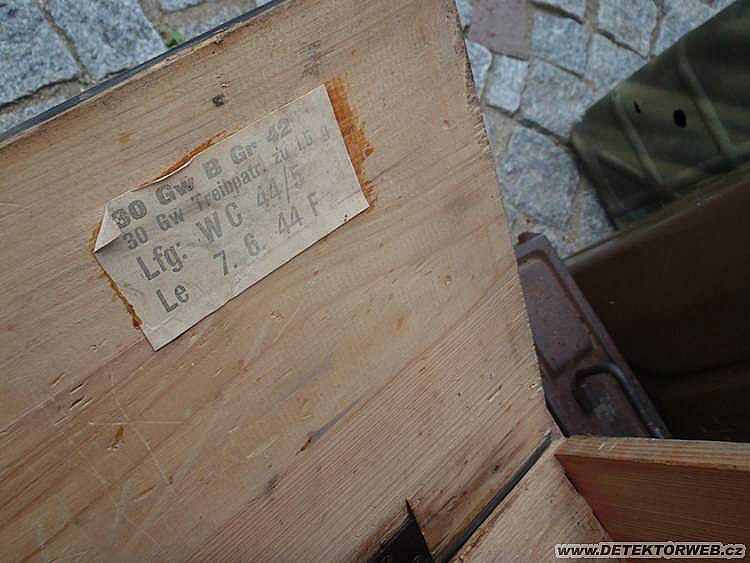 30 Gw B Gr 42
30 Gw Treibpatr. zu 1,5 g
Lfg: WC 44/5
Le 7. 6. 44 F
www.DETEKTORWEB.cz